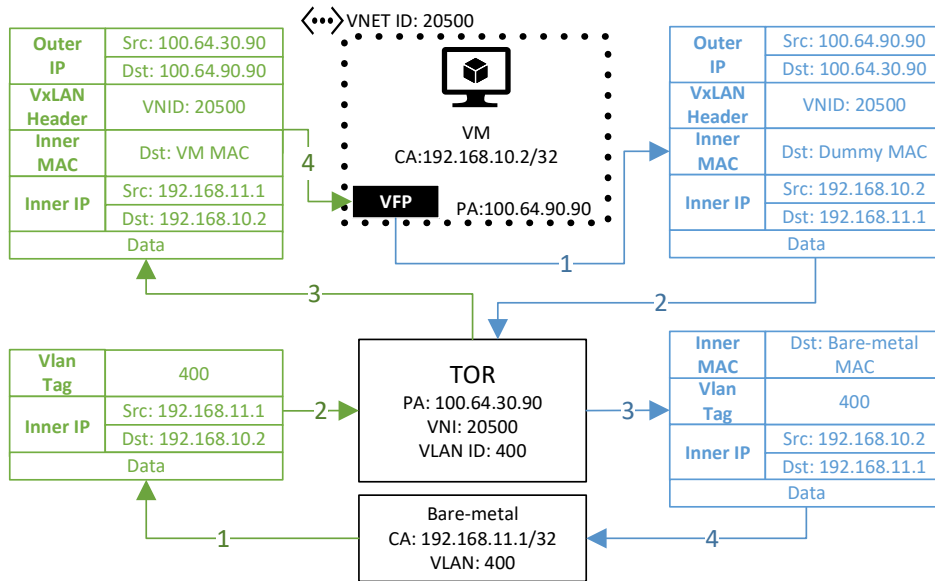 VNET ID: 20500
Outer
IP
Src: 100.64.30.90
Dst: 100.64.90.90
VxLAN
Header
VNID: 20500
Inner
MAC
Dst: VM MAC
Inner IP
Src: 192.168.11.1
Dst: 192.168.10.2
Data
4
VM
CA:192.168.10.2/32
VFP
PA:100.64.90.90
1
Outer
IP
Src: 100.64.90.90
Dst: 100.64.30.90
VxLAN
Header
VNID: 20500
Inner
MAC
Dst: Dummy MAC
Inner IP
Src: 192.168.10.2
Dst: 192.168.11.1
Data
3
2
Vlan
Tag
400
Inner IP
Src: 192.168.11.1
Dst: 192.168.10.2
Data
2
TOR
PA: 100.64.30.90
VNI: 20500
VLAN ID: 400
3
Inner
MAC
Dst: Bare-metal
MAC
Vlan
Tag
400
Inner IP
Src: 192.168.10.2
Dst: 192.168.11.1
Data
1
Bare-metal
CA: 192.168.11.1/32
VLAN: 400
4